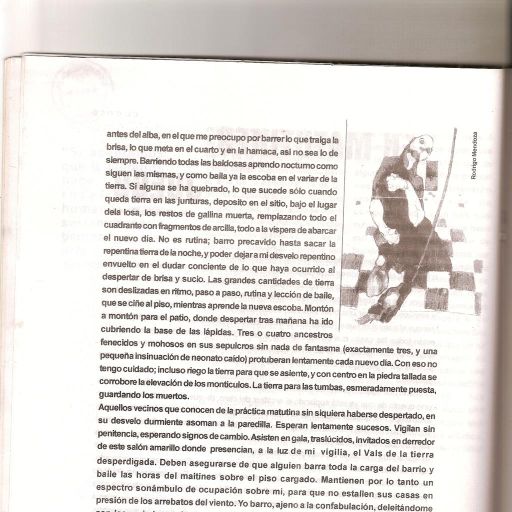 antes del alba, en el que me preocupo por barrer lo que traiga la
brisa, lo que meta en el cuarto y en la hamaca, asi no sea lo de
siempre. Barriendo todas las baldosas aprendo nocturno como
siguen las mismas, y como baila ya la escoba en el variar de la
tierra. Si alguna se ha quebrado, lo que sucede sólo cuando
queda tierra en las junturas, deposito en el sitio, bajo el lugar
deta losa, los restos de gallina muerta, remplazando todo el
cuadrante con fragmentos de arcilla, todo a la víspera de abarcar
el nuevo día. No es rutina; barro precavido hasta sacar la
repentina tierra de la noche, y poder dejar a mi desvelo repentino
envuelto en el dudar conciente de lo que haya ocurrido al
despertar de brisa y sucio. Las grandes cantidades de tierra
son deslizadas en ritmo, paso a paso, rutina y lección de baile,
que se ciñe al piso, mientras aprende la nueva escoba. Montón
a montón para el patio, donde despertar tras mañana ha ido
cubriendo la base de las lápidas. Tres o cuatro ancestros
fenecidos y mohosos en sus sepulcros sin nada de fantasma (exactamente tres, y una
pequeña insinuación de neonato caído) protuberan lentamente cada nuevo día. Con eso no
tengo cuidado; incluso riego la tierra para que se asiente, y con centro en la piedra tallada se
corrobore la elevación de los montículos. La tierra para las tumbas, esmeradamente puesta,
guardando los muertos.
Aquellos vecinos que conocen de la práctica matutina sin siquiera haberse despertado, en
su desvelo durmiente asoman a la paredilla. Esperan lentamente sucesos. Vigilan sin
penitencia, esperando signos de cambio. Asisten en gala, traslúcidos, invitados en derredor
de este salón amarillo donde presencian, a la luz de mi vigilia, el Vals de la tierra
desperdigada. Deben asegurarse de que alguien barra toda la carga del barrio y
baile las horas del maitines sobre el piso cargado. Mantienen por lo tanto un
espectro sonámbulo de ocupación sobre mi, para que no estallen sus casas en
presión de los arrebatos del viento. Yo barro, ajeno a la confabulación, deleitándome
Rodrigo Mendoza